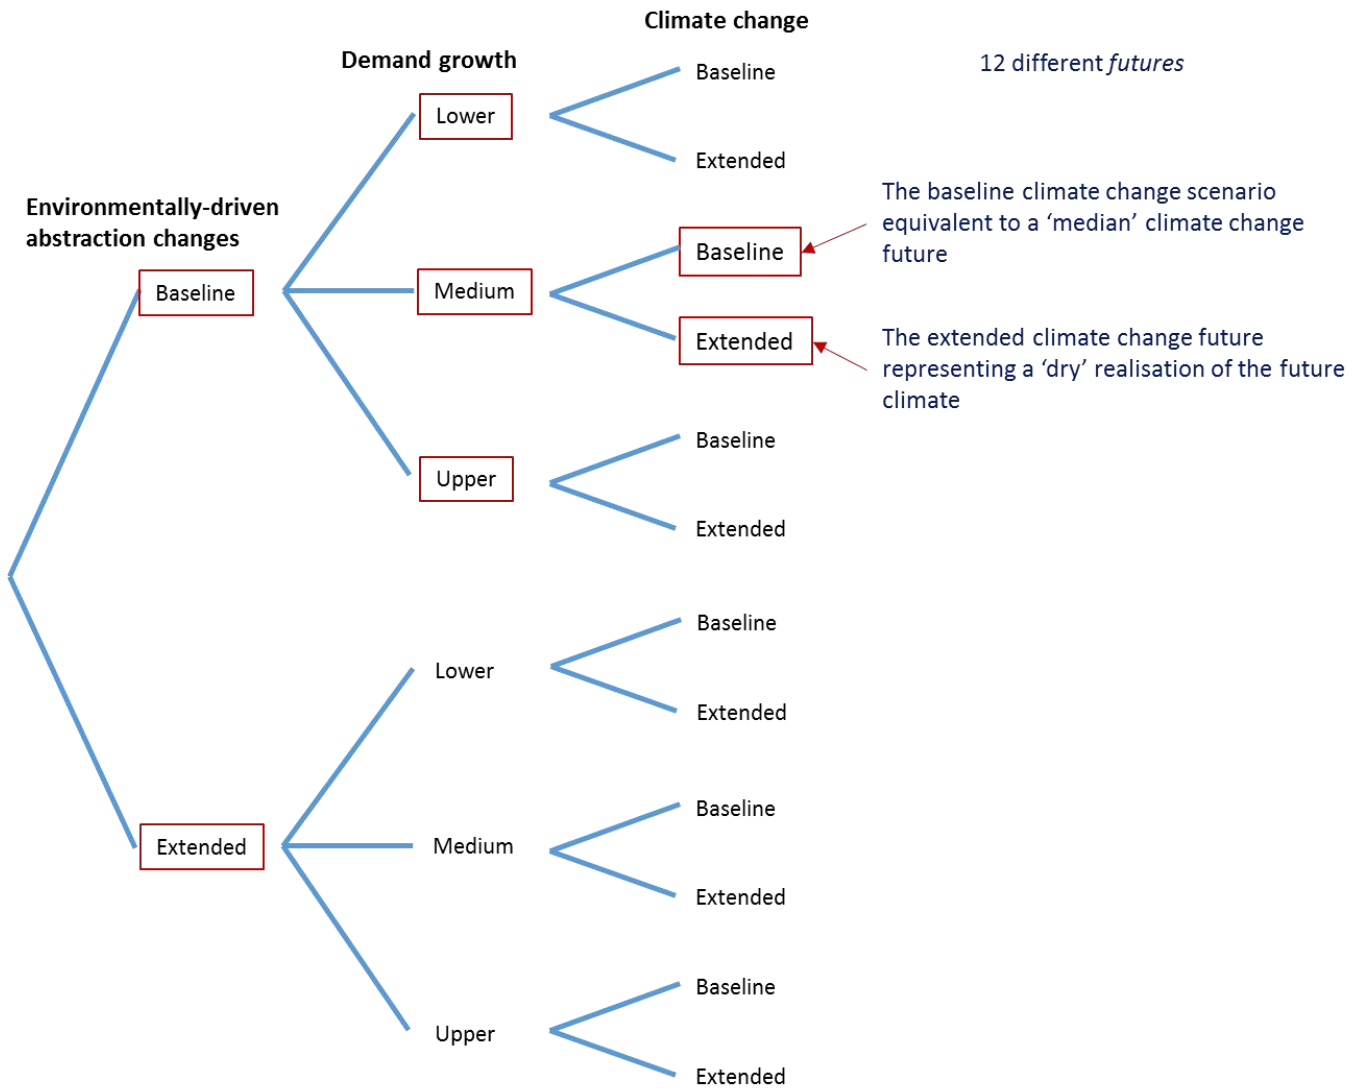 Climate change
Demand growth
12 different futures
Baseline
Lower
Extended
Environmentally-driven
abstraction changes
The baseline climate change scenario
equivalent to a ‘median’ climate change
future
Baseline
Baseline
Medium
Extended
The extended climate change future
representing a ‘dry’ realisation of the future
climate
Baseline
Upper
Extended
Baseline
Lower
Extended
Baseline
Extended
Medium
Extended
Baseline
Upper
Extended